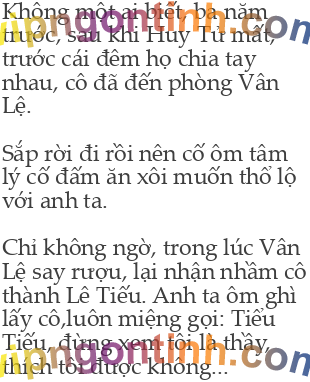 Không một ai biết, ba năm
trước, sau khi Huy Tử mất,
trước cái đêm họ chia tay
nhau, cô đã đến phòng Vân
Lệ.
Sắp rời đi rồi nên cố ôm tâm
lý cố đấm ăn xôi muốn thổ lộ
với anh ta.
Chỉ không ngờ, trong lúc Vân
Lệ say rượu, lại nhận nhầm cô
thành Lê Tiếu. Anh ta ôm ghì
lấy cô,luôn miệng gọi: Tiểu
Tiếu, đừng xem tôi là thầy,
thích tôi được không...
vipngontinh.com
vipngontinh.com